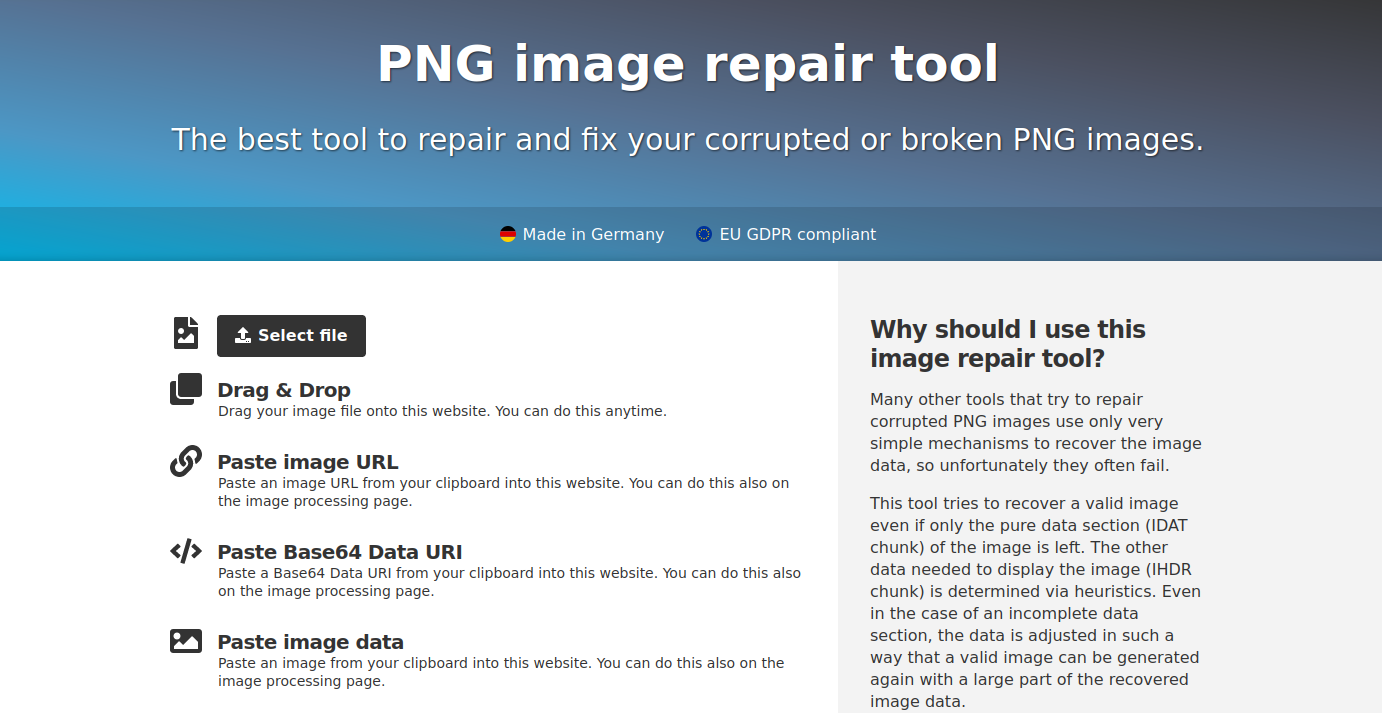 PNG image repair tool
The best tool to repair and fix your corrupted or broken PNG images.
Made in Germany
EU GDPR compliant
Select file
Drag & Drop
Drag your image file onto this website. You can do this anytime.
Paste image URL
Paste an image URL from your clipboard into this website. You can do this also on
the image processing page.
Paste Base64 Data URI
Paste a Base64 Data URI from your clipboard into this website. You can do this also
on the image processing page.
Paste image data
Paste an image from your clipboard into this website. You can do this also on the
image processing page.
Why should I use this
image repair tool?
Many other tools that try to repair
corrupted PNG images use only very
simple mechanisms to recover the image
data, so unfortunately they often fail.
This tool tries to recover a valid image
even if only the pure data section (IDAT
chunk) of the image is left. The other
data needed to display the image (IHDR
chunk) is determined via heuristics. Even
in the case of an incomplete data
section, the data is adjusted in such a
way that a valid image can be generated
again with a large part of the recovered
image data.